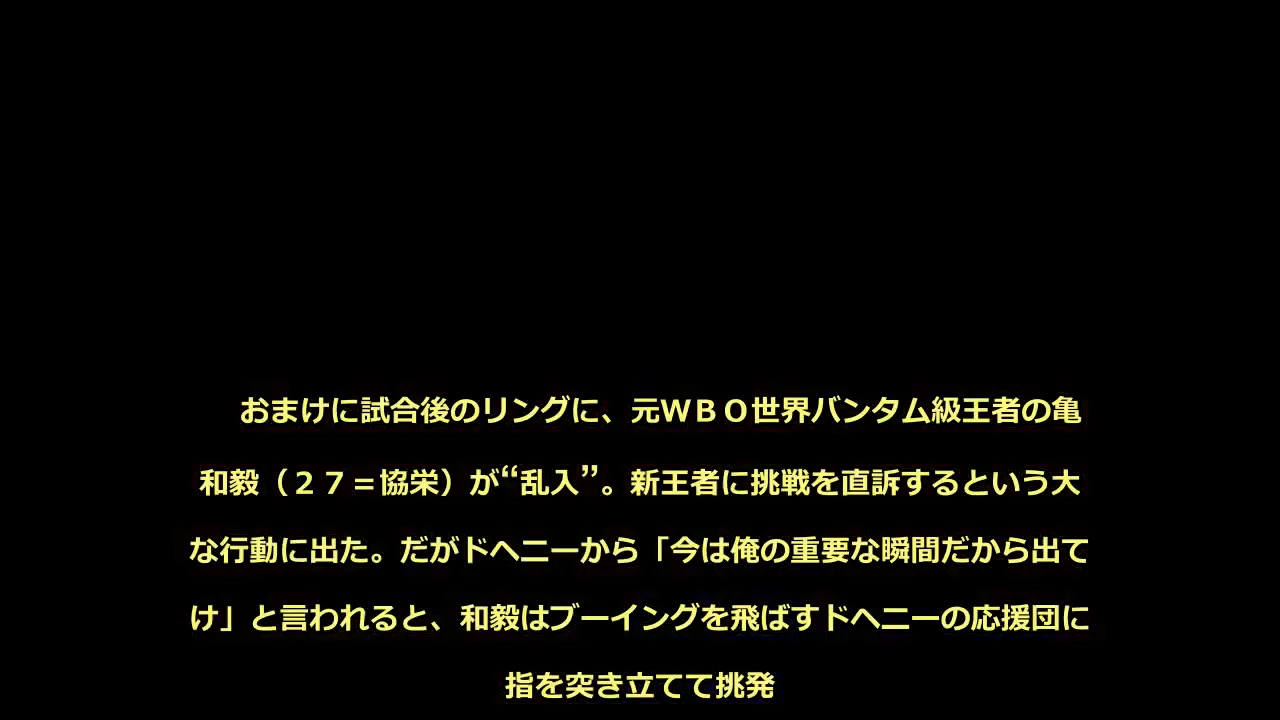 おまけに試合後のリングに、元ＷＢＯ世界バンタム級王者の亀
和毅（２７＝協栄）が“乱入”。新王者に挑戦を直訴するという大
な行動に出た。だがドヘニーから「今は俺の重要な瞬間だから出て
け」と言われると、和毅はブーイングを飛ばすドヘニーの応援団に
指を突き立てて挑発